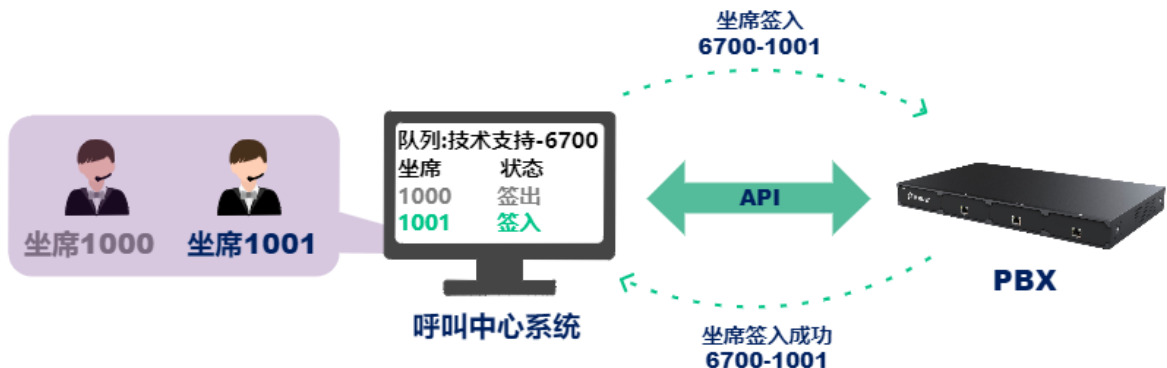 坐席签入
6700-1001
队列:技术支持-6700
坐席 状态
1000 签出
1001 签入
坐席1000 坐席1001
API
PBX
呼叫中心系统
坐席签入成功
6700-1001